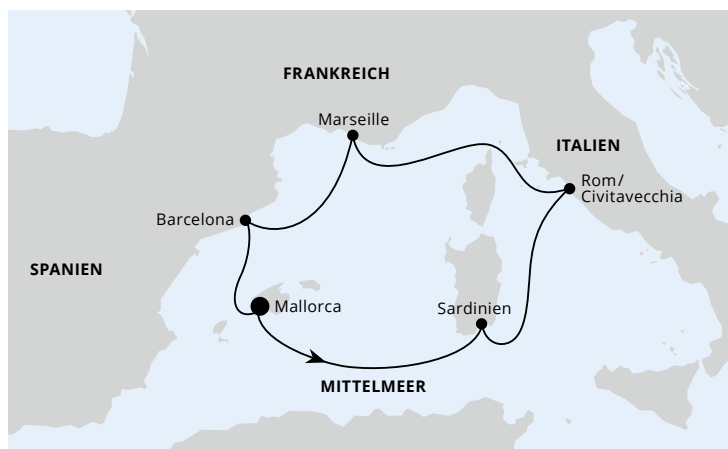 FRANKREICH
Marseille
ITALIEN
Rom/
Civitavecchia
Barcelona
SPANIEN
Mallorca
Sardinien
MITTELMEER